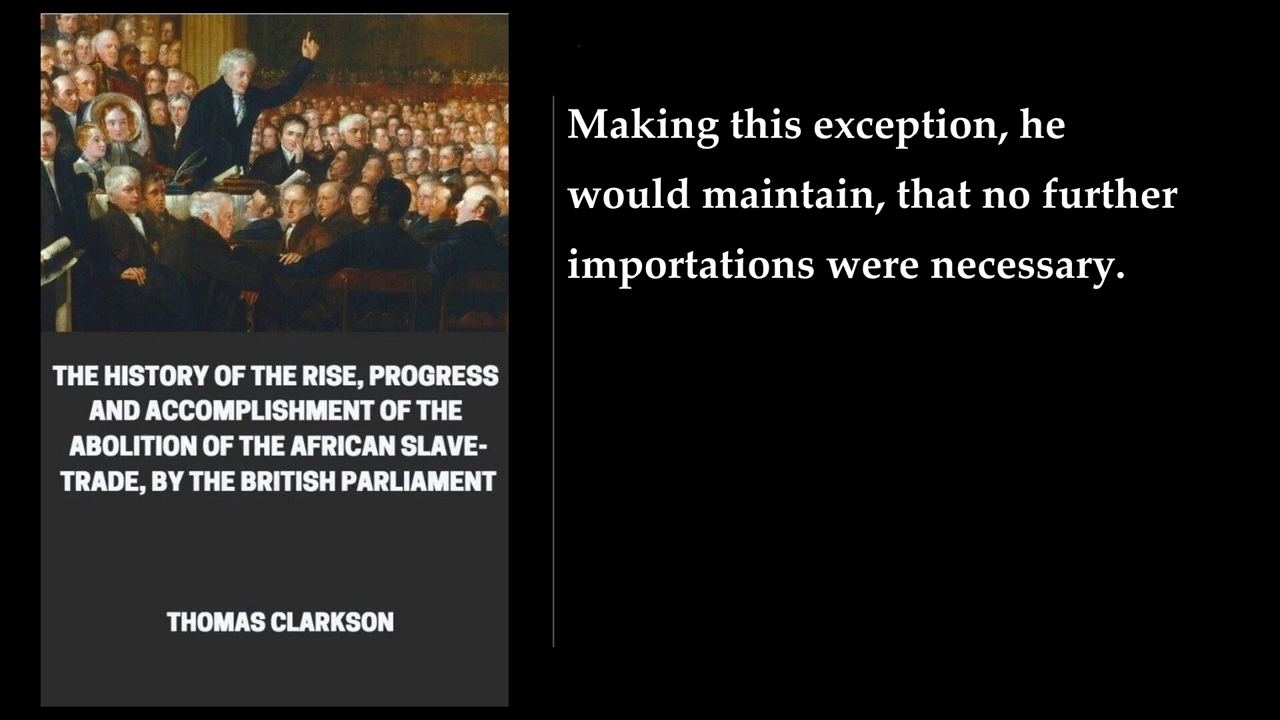 THE HISTORY OF THE RISE, PROGRESS
AND ACCOMPLISHMENT OF THE
ABOLITION OF THE AFRICAN SLAVE-
TRADE, BY THE BRITISH PARLIAMENT
THOMAS CLARKSON
Making this exception, he
would maintain, that no further
importations were necessary.